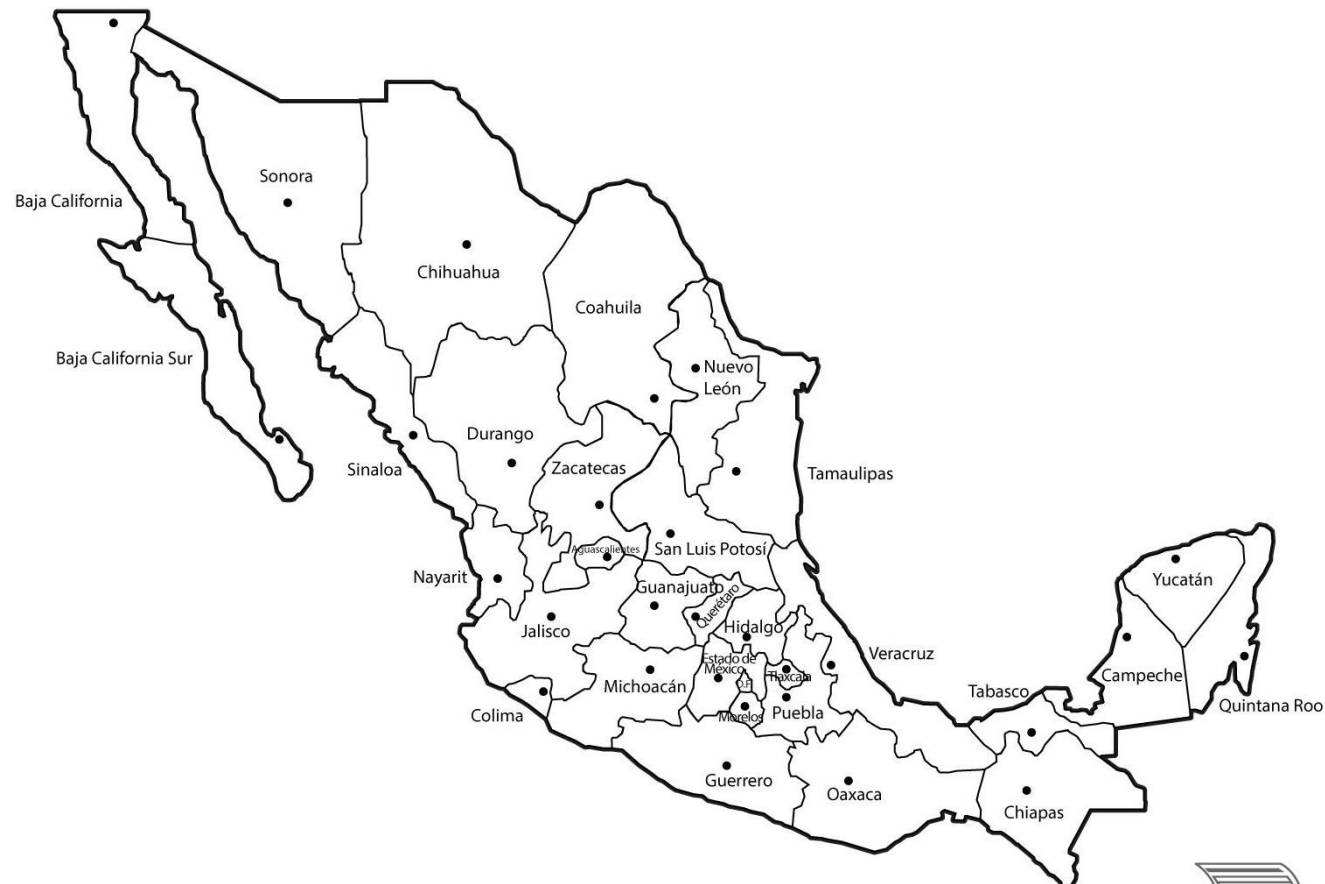 Sonora
Baja California
Chihuahua
Coahuila
Baja California Sur
Nuevo
León
Durango
Sinaloa
Zacatecas
Tamaulipas
San Luis Potosí
Aguascalientes
Nayarit
Yucatán
Guanajuato
Querétaro
Jalisco
Hidalgo
Veracruz
Estado de
México
Tlaxcala
D.F.
Michoacán
Campeche
Tabasco
Quintana Roo
Colima
Morelos
Puebla
Guerrero
Oaxaca
Chiapas